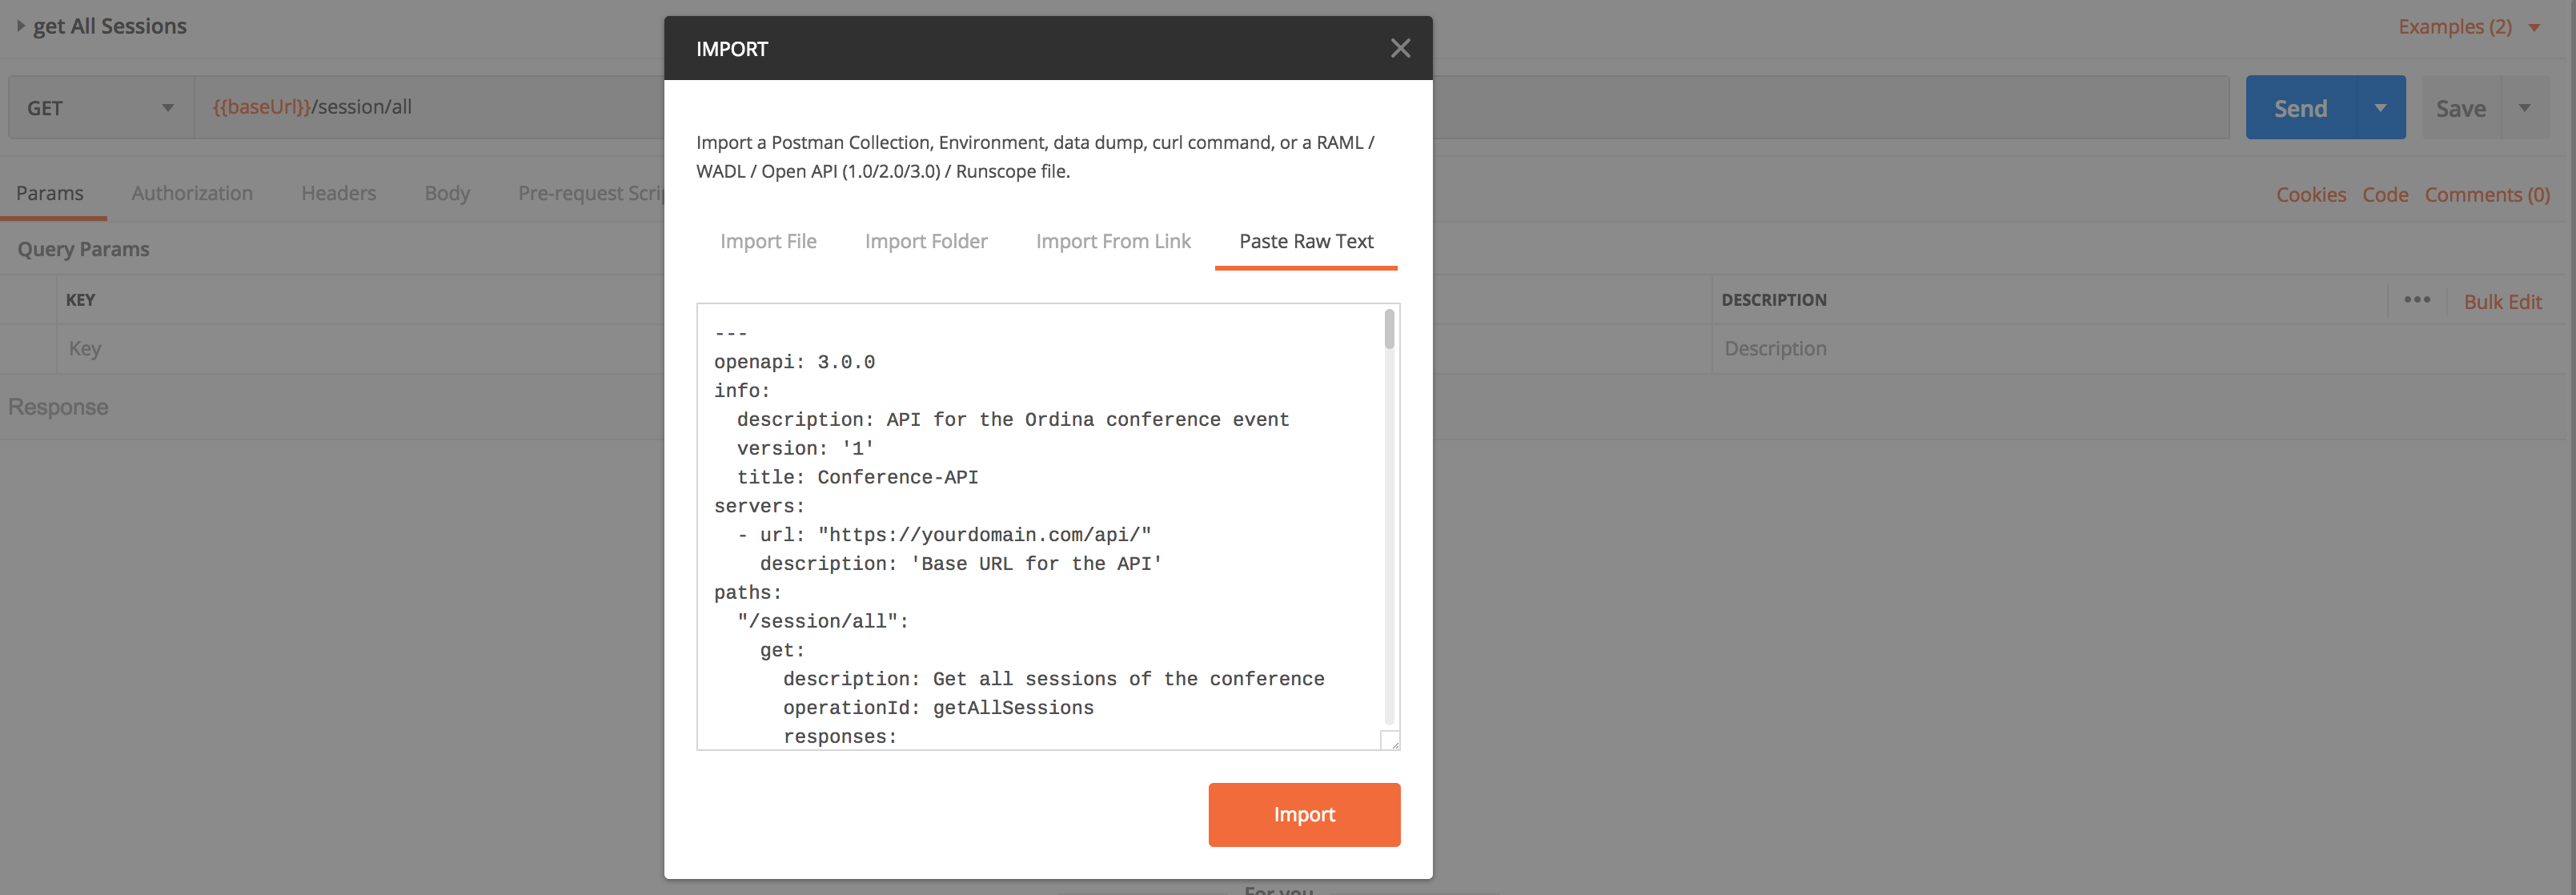 get All Sessions
Examples (2)
GET
{{baseUrl}}/session/all
Send
Save
Params
Authorization
Headers
Body
Pre-request
Cookies
Code
Comments (0)
Query Params
KEY
DESCRIPTION
•••
Bulk Edit
Key
Description
Response
IMPORT
Import a Postman Collection, Environment, data dump, curl command, or a RAML /
WADL / Open API (1.0/2.0/3.0) / Runscope file.
Import File
Import Folder
Import From Link
Paste Raw Text
---
openapi: 3.0.0
info:
  description: API for the Ordina conference event
  version: '1'
  title: Conference-API
servers:
  - url: "https://yourdomain.com/api/"
    description: 'Base URL for the API'
paths:
  "/session/all":
    get:
      description: Get all sessions of the conference
      operationId: getAllSessions
      responses:
Import
For you